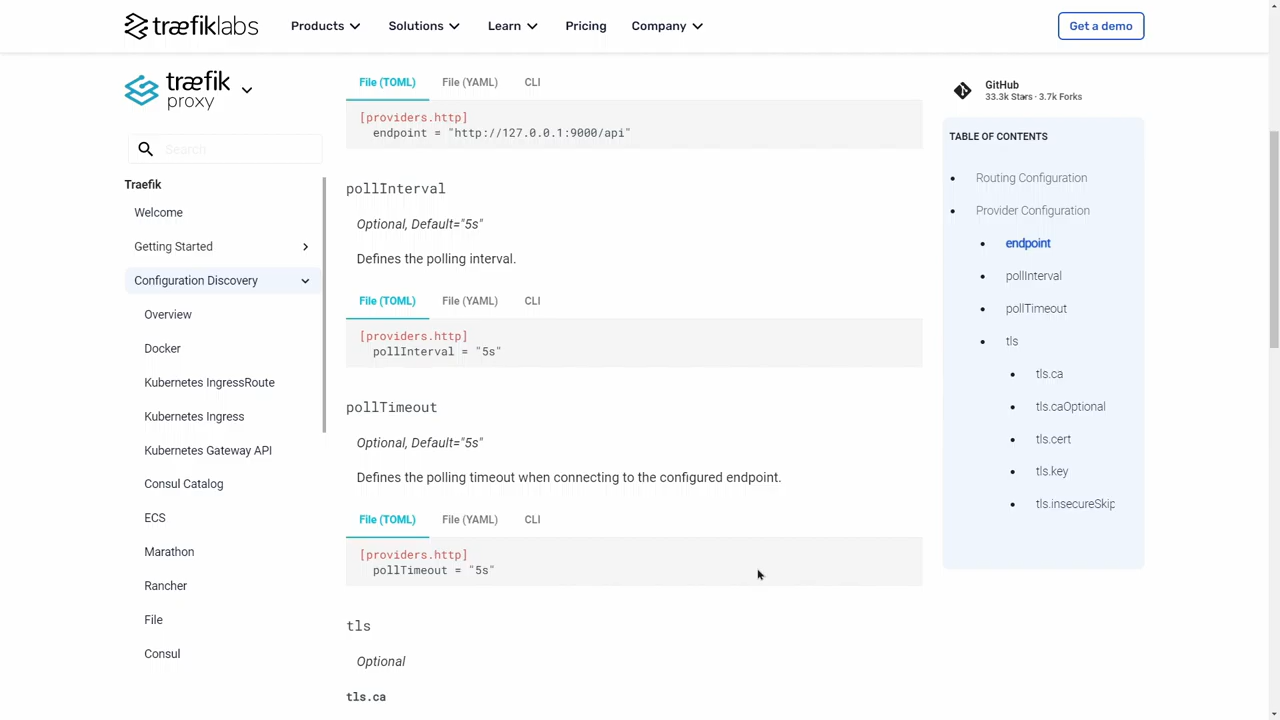 træfiklabs
Products
Solutions
Learn
Pricing
Company
Get a demo
træfik
proxy
Search
Traefik
Welcome
Getting Started
Configuration Discovery
Overview
Docker
Kubernetes IngressRoute
Kubernetes Ingress
Kubernetes Gateway API
Consul Catalog
ECS
Marathon
Rancher
File
Consul
File (TOML) File (YAML) CLI
[providers.http]
endpoint = "http://127.0.0.1:9000/api"
pollInterval
Optional, Default="5s"
Defines the polling interval.
File (TOML) File (YAML) CLI
[providers.http]
pollInterval = "5s"
pollTimeout
Optional, Default="5s"
Defines the polling timeout when connecting to the configured endpoint.
File (TOML) File (YAML) CLI
[providers.http]
pollTimeout = "5s"
tls
Optional
tls.ca
GitHub
33.3k Stars · 3.7k Forks
TABLE OF CONTENTS
Routing Configuration
Provider Configuration
endpoint
pollInterval
pollTimeout
tls
tls.ca
tls.caOptional
tls.cert
tls.key
tls.insecureSkip